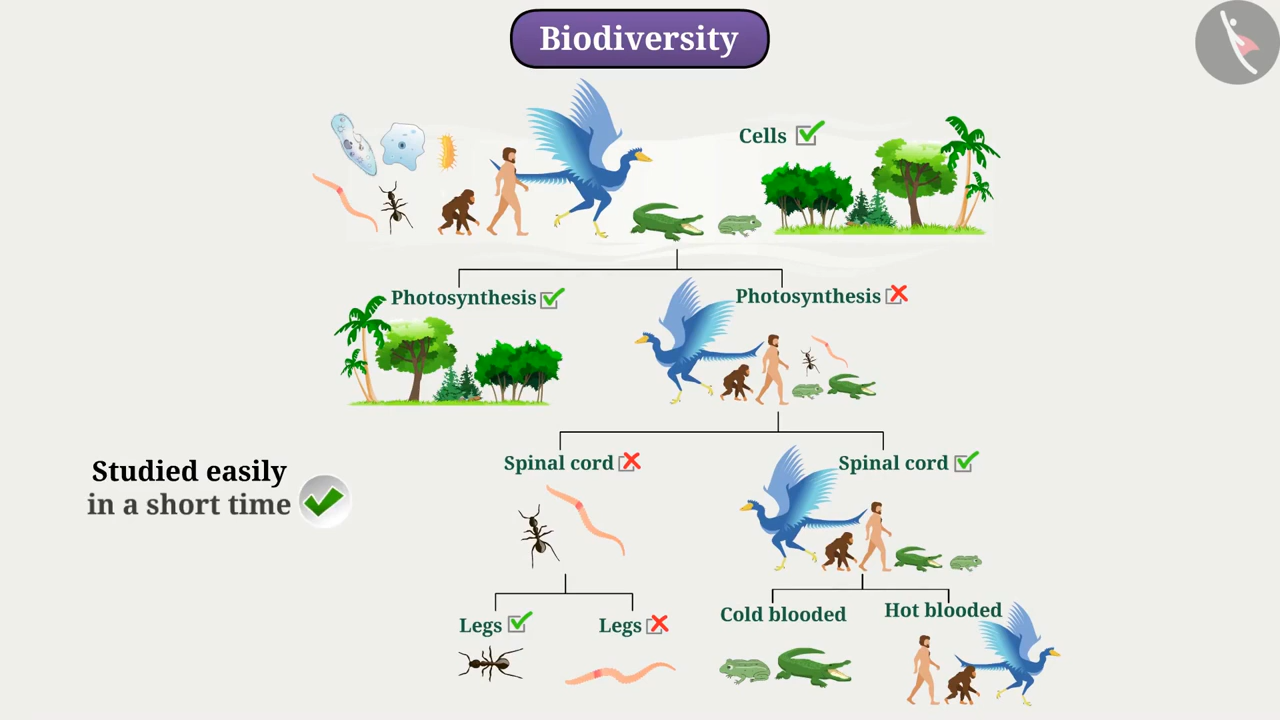 Biodiversity
Cells
Photosynthesis
Photosynthesis
Spinal cord
Spinal cord
Studied easily
in a short time
Legs
Legs
Cold blooded
Hot blooded